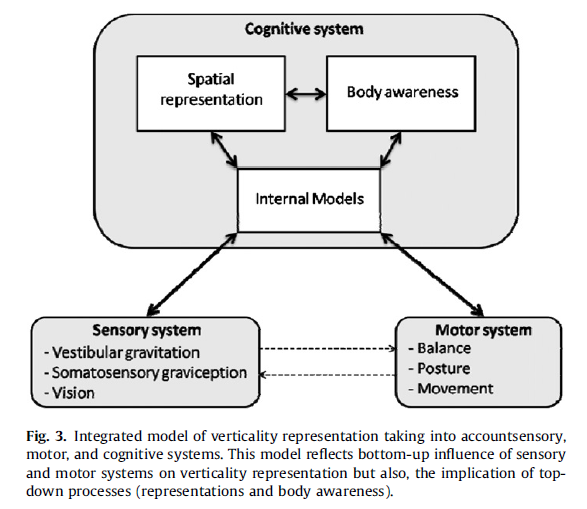 Cognitive system
Spatial
representation
Body awareness
Internal Models
Sensory system
- Vestibular gravitation
- Somatosensory graviception
- Vision
Motor system
- Balance
- Posture
- Movement
Fig. 3. Integrated model of verticality representation taking into accountsensory,
motor, and cognitive systems. This model reflects bottom-up influence of sensory
and motor systems on verticality representation but also, the implication of top-
down processes (representations and body awareness).